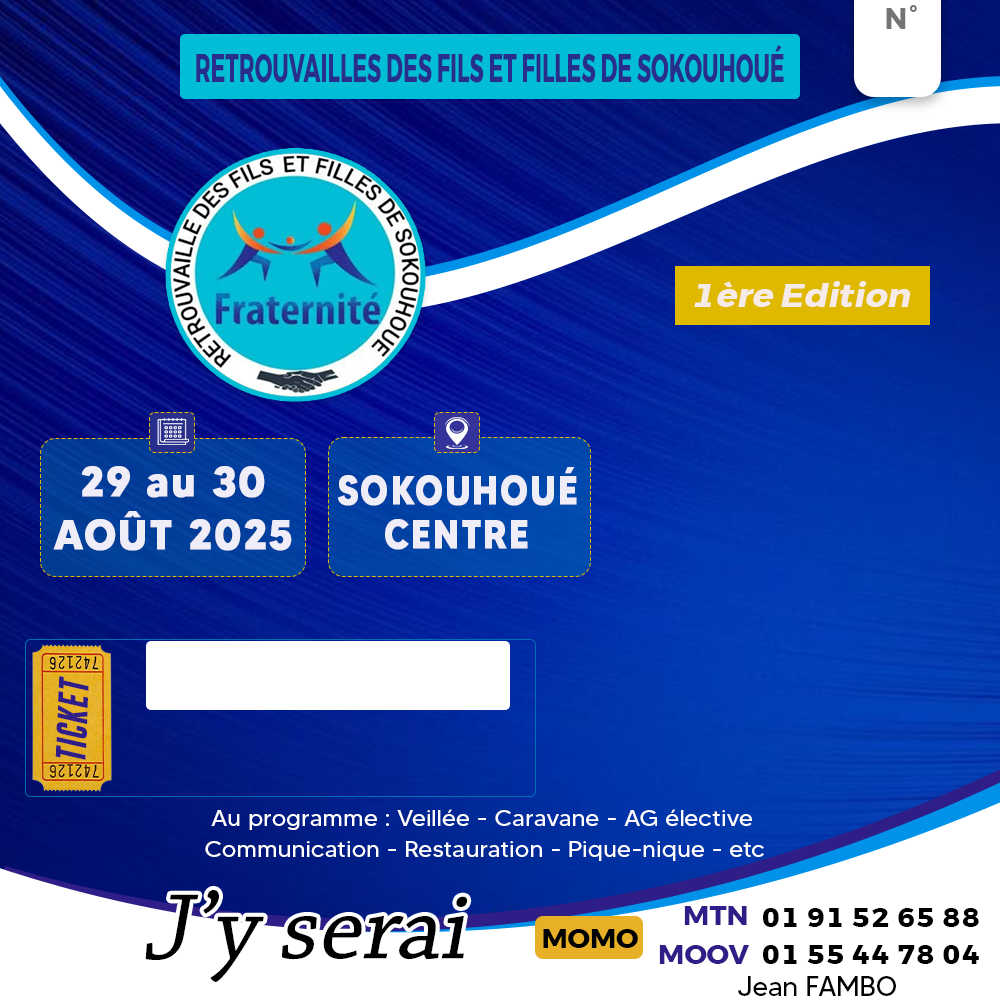 N°
RETROUVAILLES DES FILS ET FILLES DE SOKOUHOUÉ
RETROUVAILLE DES FILS ET FILLES DE SOKOUHOUE
Fraternité
1ère Edition
29 au 30
AOÛT 2025
SOKOUHOUÉ
CENTRE
742126
TICKET
742126
Au programme : Veillée - Caravane - AG élective
Communication - Restauration - Pique-nique - etc
J'y serai
MOMO
MTN 01 91 52 65 88
MOOV 01 55 44 78 04
Jean FAMBO